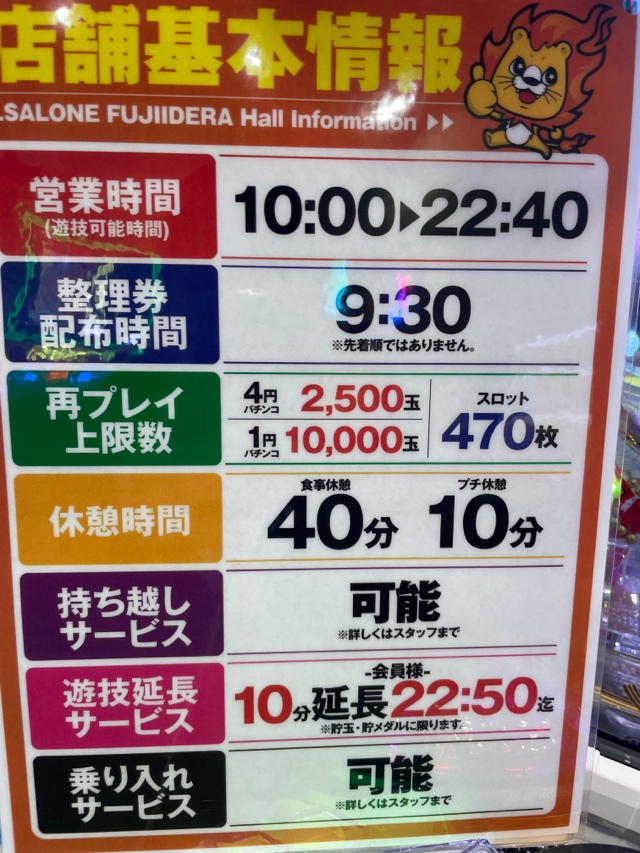 店舗基本情報
.SALONE FUJIIDERA Hall Information ▶▶
営業時間
(遊技可能時間)
10:00▶22:40
整理券
配布時間
9:30
※先着順ではありません。
再プレイ
上限数
4円
パチンコ
2,500玉
1円
パチンコ
10,000玉
スロット
470枚
休憩時間
食事休憩
40分
プチ休憩
10分
持ち越し
サービス
可能
※詳しくはスタッフまで
遊技延長
サービス
-会員様-
10分延長22:50迄
※貯玉・貯メダルに限ります
乗り入れ
サービス
可能
※詳しくはスタッフまで